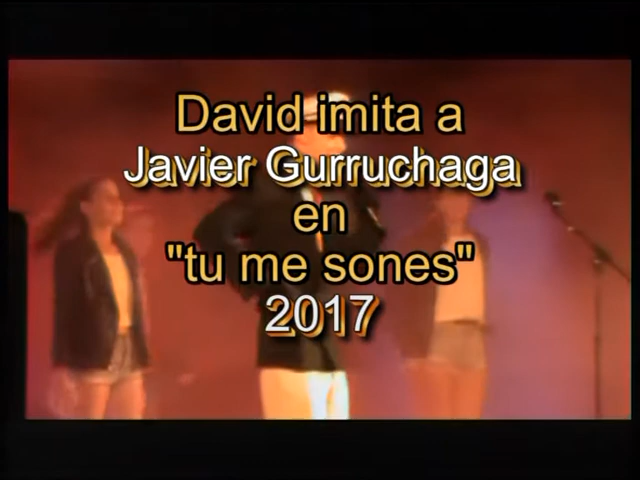 David imita a
Javier Gurruchaga
en
"tu me sones"
2017